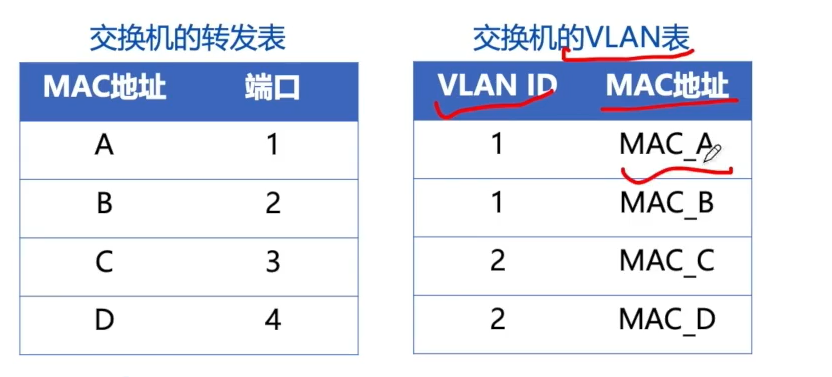 交换机的转发表
MAC地址 端口
A 1
B 2
C 3
D 4
交换机的VLAN表
VLAN ID MAC地址
1 MAC_A
1 MAC_B
2 MAC_C
2 MAC_D